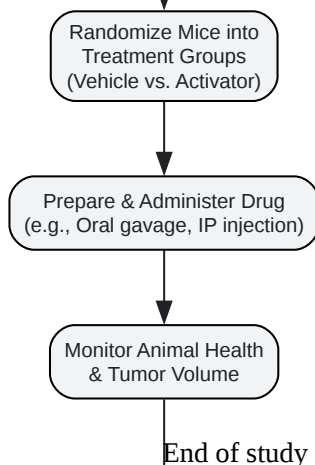 Randomize Mice into
Treatment Groups
(Vehicle vs. Activator)
Prepare & Administer Drug
(e.g., Oral gavage, IP injection)
Monitor Animal Health
& Tumor Volume
End of study